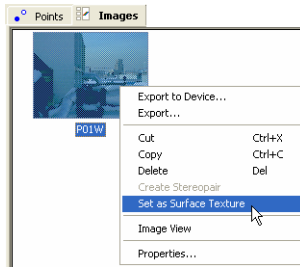 Points Images
P01W
Export to Device...
Export...
Cut Ctrl+X
Copy Ctrl+C
Delete Del
Create Stereopair
Set as Surface Texture
Image View
Properties...